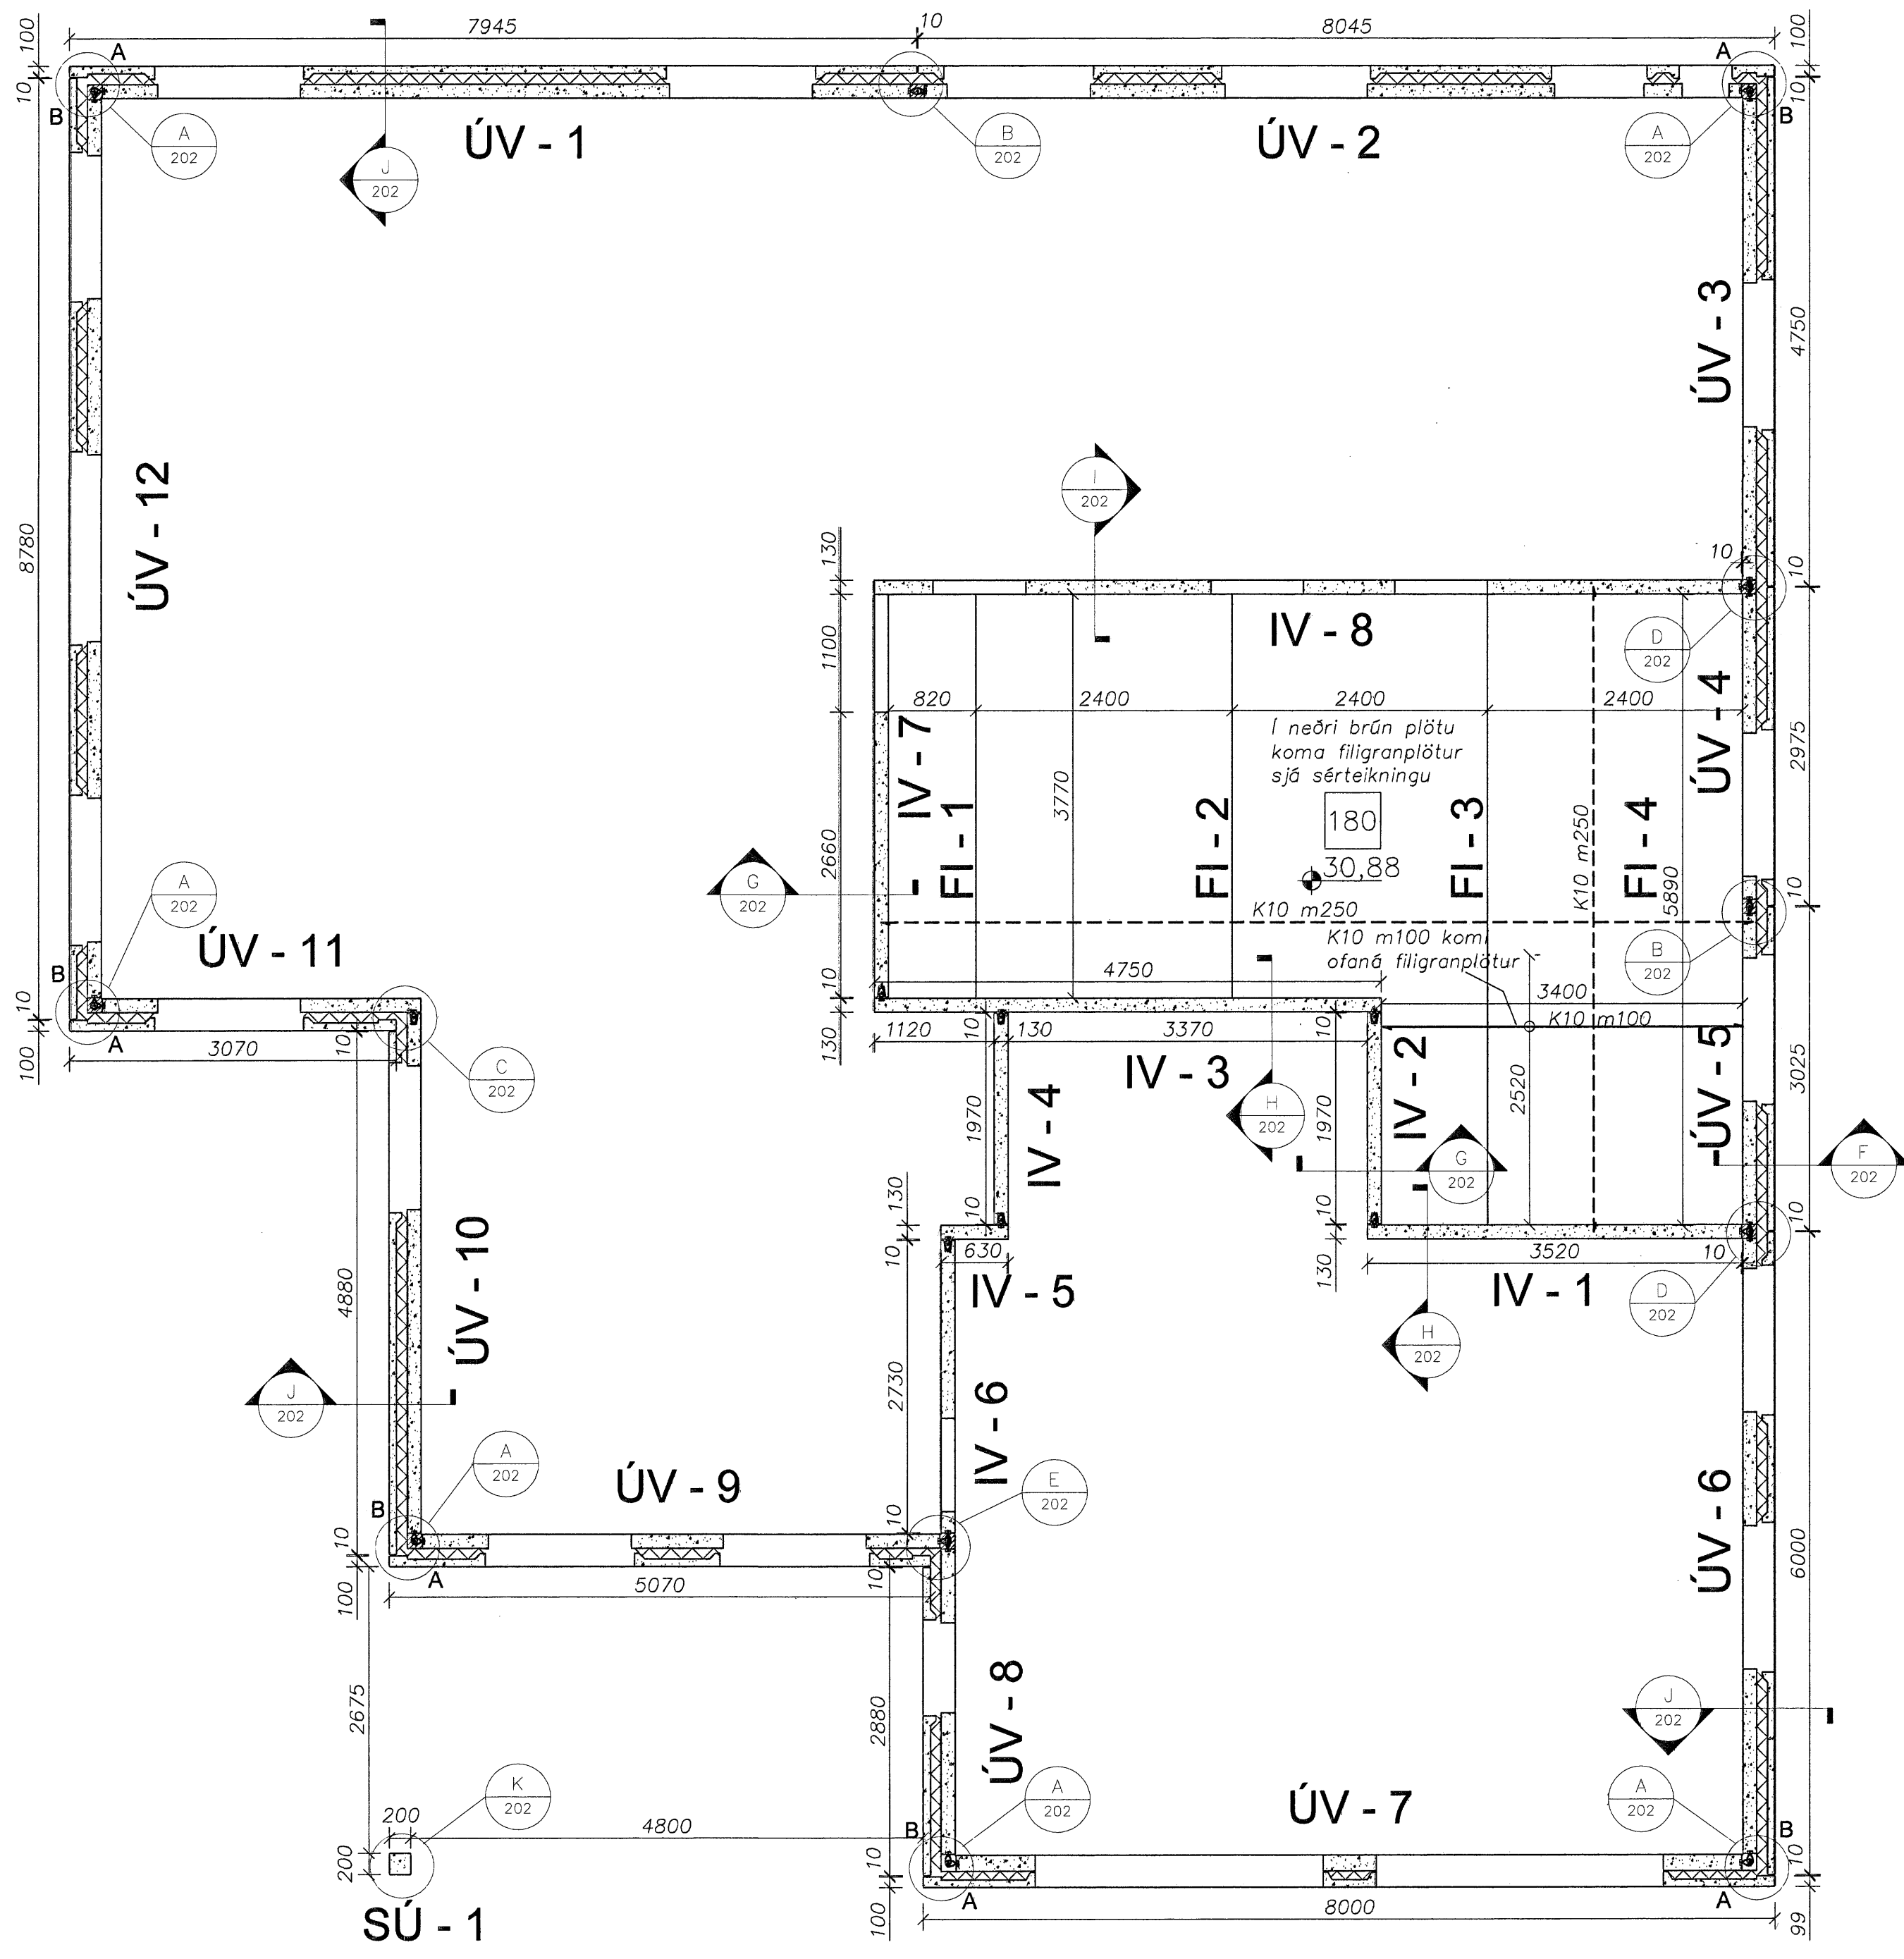 7945
10
8045
100
10
A
B
A
202
J
202
ÚV - 1
B
202
ÚV - 2
A
202
A
B
100
10
ÚV - 3
4750
ÚV - 12
8780
I
202
130
10
10
1100
IV - 8
D
202
820
2400
2400
2400
Í neðri brún plötu
koma filigranplötur
sjá sérteikningu
180
30,88
IV - 7
FI - 1
3770
FI - 2
FI - 3
K10 m250
FI - 4
5890
ÚV - 4
2975
2660
G
202
K10 m250
10
B
202
K10 m100 komi
ofaná filigranplötur
4750
3400
K10 m100
A
202
B
ÚV - 11
10
100
A
3070
10
C
202
10
130
1120
10
130
3370
10
IV - 3
IV - 2
ÚV - 5
3025
2520
IV - 4
1970
H
202
1970
G
202
F
202
130
10
10
10
630
10
130
3520
10
IV - 5
IV - 1
D
202
H
202
4880
ÚV - 10
J
202
2730
IV - 6
A
202
ÚV - 9
E
202
B
10
A
100
10
5070
10
ÚV - 6
6000
2675
2880
ÚV - 8
J
202
K
202
200
4800
200
SÚ - 1
A
202
ÚV - 7
A
202
B
10
A
100
8000
B
10
A
99